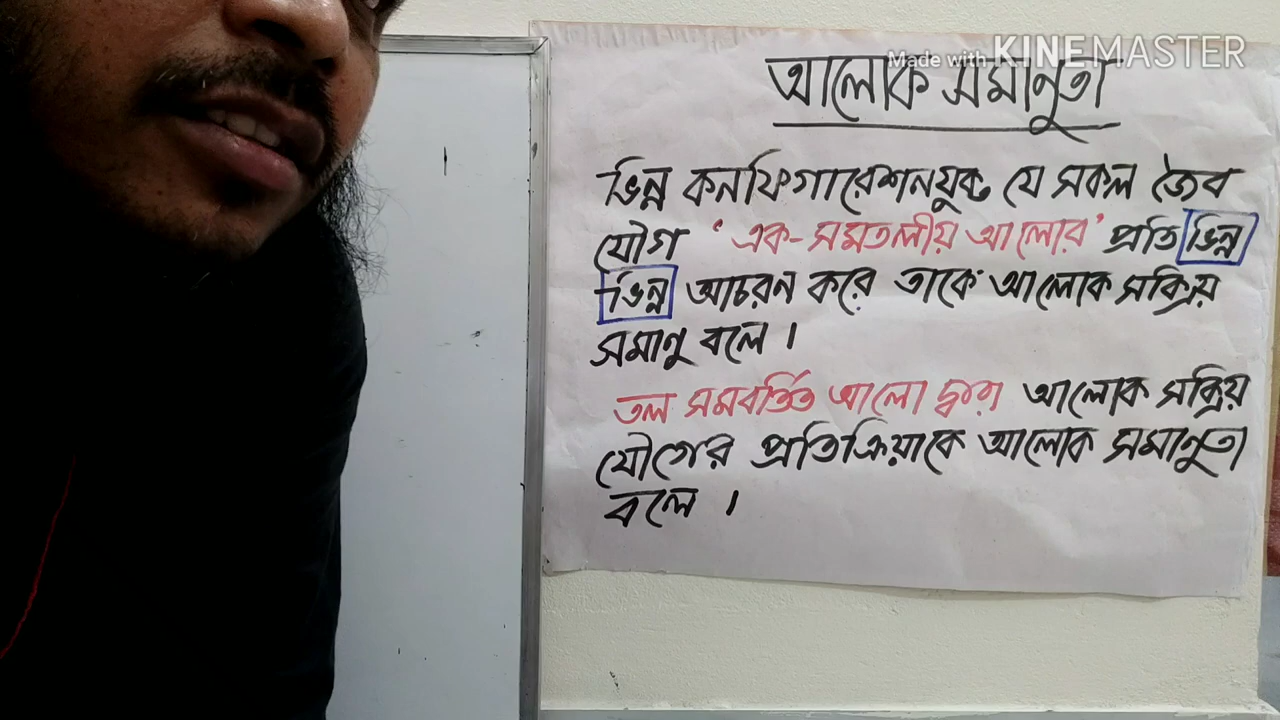 Made with KINEMASTER
আলোক সমাণুতা
ভিন্ন কনফিগারেশনযুক্ত যে সকল জৈব
যৌগ ‘এক-সমতলীয় আলোর’ প্রতি ভিন্ন
ভিন্ন আচরন করে তাকে আলোক সক্রিয়
সমাণু বলে।
তল সমবর্তিত আলো দ্বারা আলোক সক্রিয়
যৌগের প্রতিক্রিয়াকে আলোক সমাণুতা
বলে।